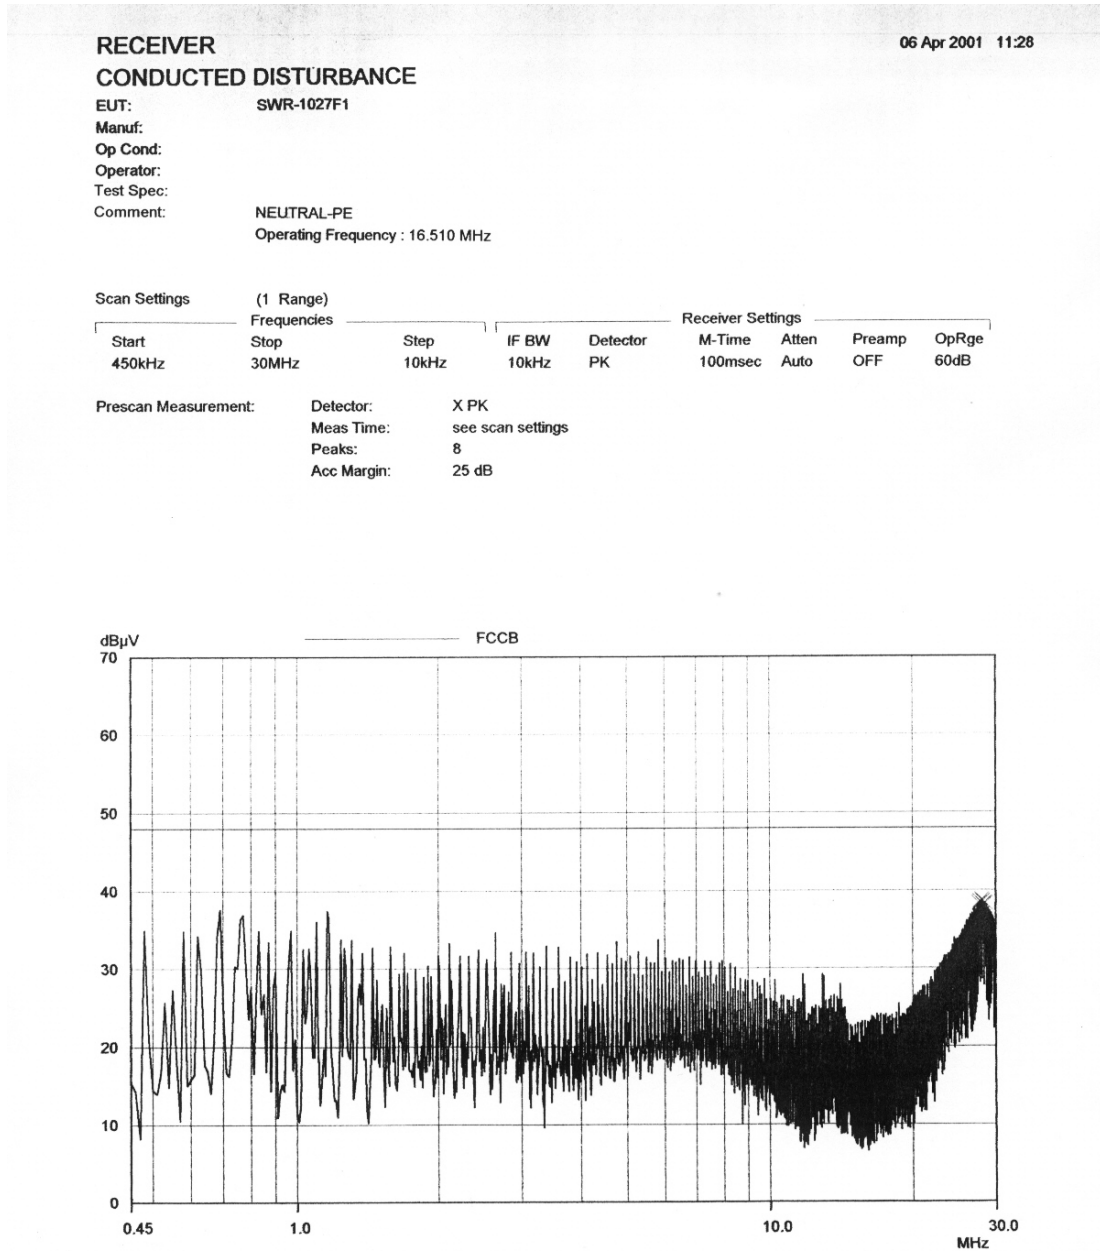 RECEIVER 06 Apr 2001 11:28
CONDUCTED DISTURBANCE
EUT: SWR-1027F1
Manuf:
Op Cond:
Operator:
Test Spec:
Comment: NEUTRAL-PE
Operating Frequency : 16.510 MHz
Scan Settings (1 Range)
Frequencies Receiver Settings
Start Stop Step IF BW Detector M-Time Atten Preamp OpRge
450kHz 30MHz 10kHz 10kHz PK 100msec Auto OFF 60dB
Prescan Measurement: Detector: X PK
Meas Time: see scan settings
Peaks: 8
Acc Margin: 25 dB
dBµV FCCB
70
60
50
40
30
20
10
0
0.45 1.0 10.0 30.0
MHz